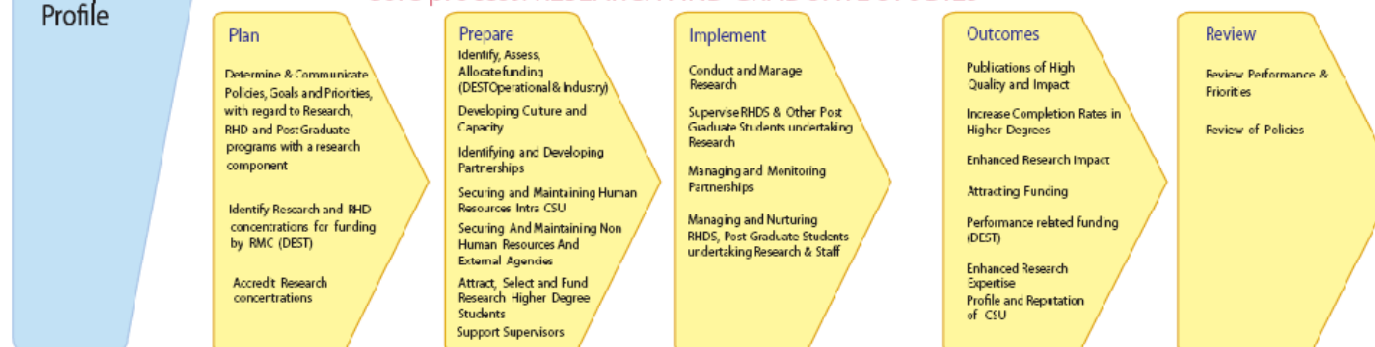 Profile
Plan
Determine & Communicate
Policies, Goals and Priorties,
with regard to Research,
RHD and Post Graduate
programs with a research
component
Identify Research and RHD
concentrations for funding
by RMC (DEST)
Accredit Research
concentrations
Prepare
Identify, Assess,
Allocate funding
(DEST Operational & Industry)
Developing Culture and
Capacity
Identifying and Developing
Partnerships
Securing and Maintaining Human
Resources Intra CSU
Securing And Maintaining Non
Human Resources And
External Agencies
Attract, Select and Fund
Research Higher Degree
Students
Support Supervisors
Implement
Conduct and Manage
Research
Supervise RHDS & Other Post
Graduate Students undertaking
Research
Managing and Monitoring
Partnerships
Managing and Nurturing
RHDS, Post Graduate Students
undertaking Research & Staff
Outcomes
Publications of High
Quality and Impact
Increase Completion Rates in
Higher Degrees
Enhanced Research Impact
Attracting Funding
Performance related funding
(DEST)
Enhanced Research
Expertise
Profile and Reputation
of CSU
Review
Review Performance &
Priorities
Review of Policies